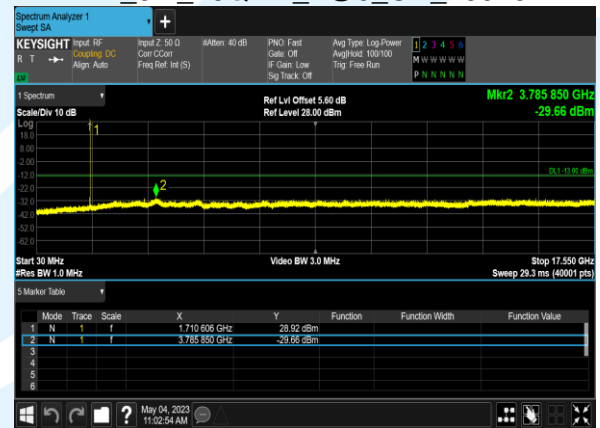 Spectrum Analyzer 1
Swept SA
+
KEYSIGHT Input: RF Input Z: 50 Ω #Atten: 40 dB PNO: Fast Avg Type: Log-Power 1 2 3 4 5 6
R T Coupling: DC Corr CCorr Gate: Off Avg|Hold: 100/100 M W W W W W
Align: Auto Freq Ref: Int (S) IF Gain: Low Trig: Free Run
Sig Track: Off P N N N N N
LXI
1 Spectrum Ref Lvl Offset 5.60 dB Mkr2 3.785 850 GHz
Scale/Div 10 dB Ref Level 28.00 dBm -29.66 dBm
Log
18.0
1
8.00
-2.00
-12.0
DL1 -13.00 dBm
-22.0
2
-32.0
-42.0
-52.0
-62.0
Start 30 MHz Video BW 3.0 MHz Stop 17.550 GHz
#Res BW 1.0 MHz Sweep 29.3 ms (40001 pts)
5 Marker Table
Mode Trace Scale X Y Function Function Width Function Value
1 N 1 f 1.710 606 GHz 28.92 dBm
2 N 1 f 3.785 850 GHz -29.66 dBm
3
4
5
6
? May 04, 2023
11:02:54 AM